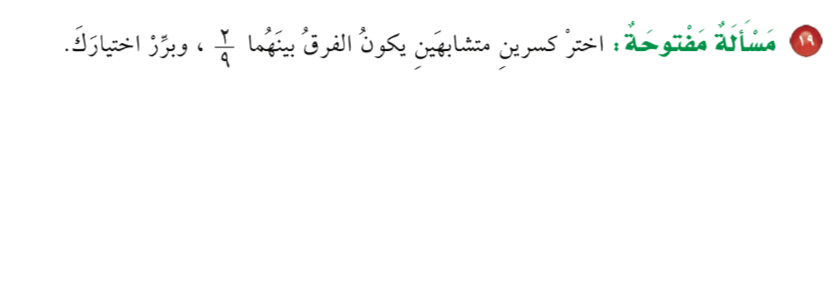 ١٩ مَسْأَلَةٌ مَفْتوحَةٌ : اخترْ كسرينِ متشابهَينِ يكونُ الفرقُ بينَهُما ٢/٩ ، وبرِّرْ اختيارَكَ.